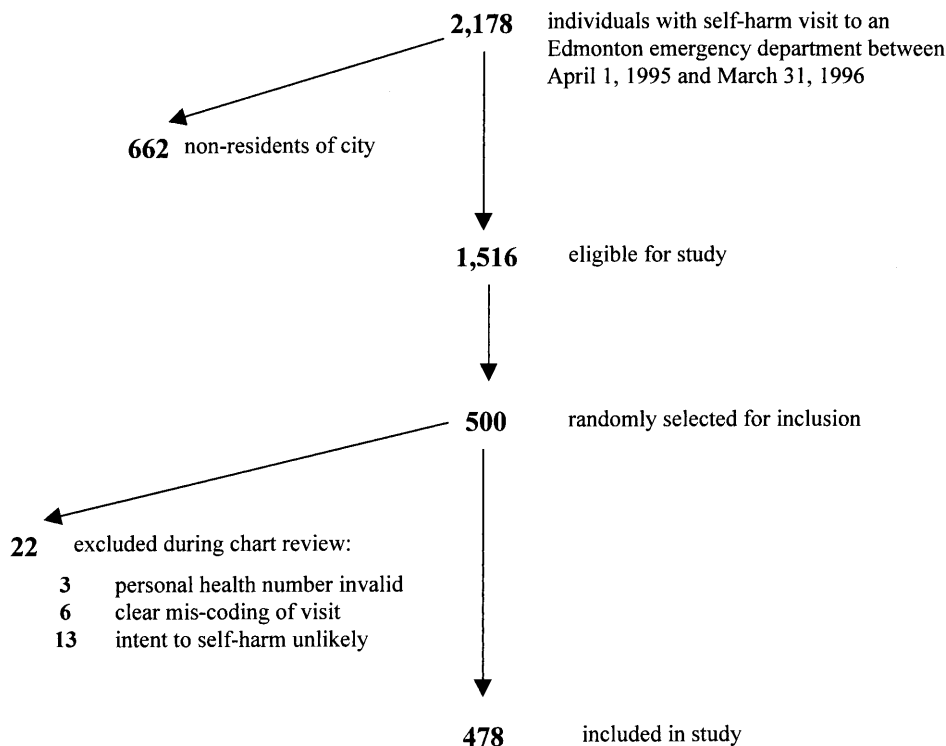 2,178 individuals with self-harm visit to an
Edmonton emergency department between
April 1, 1995 and March 31, 1996
662 non-residents of city
1,516 eligible for study
500 randomly selected for inclusion
22 excluded during chart review:
3 personal health number invalid
6 clear mis-coding of visit
13 intent to self-harm unlikely
478 included in study